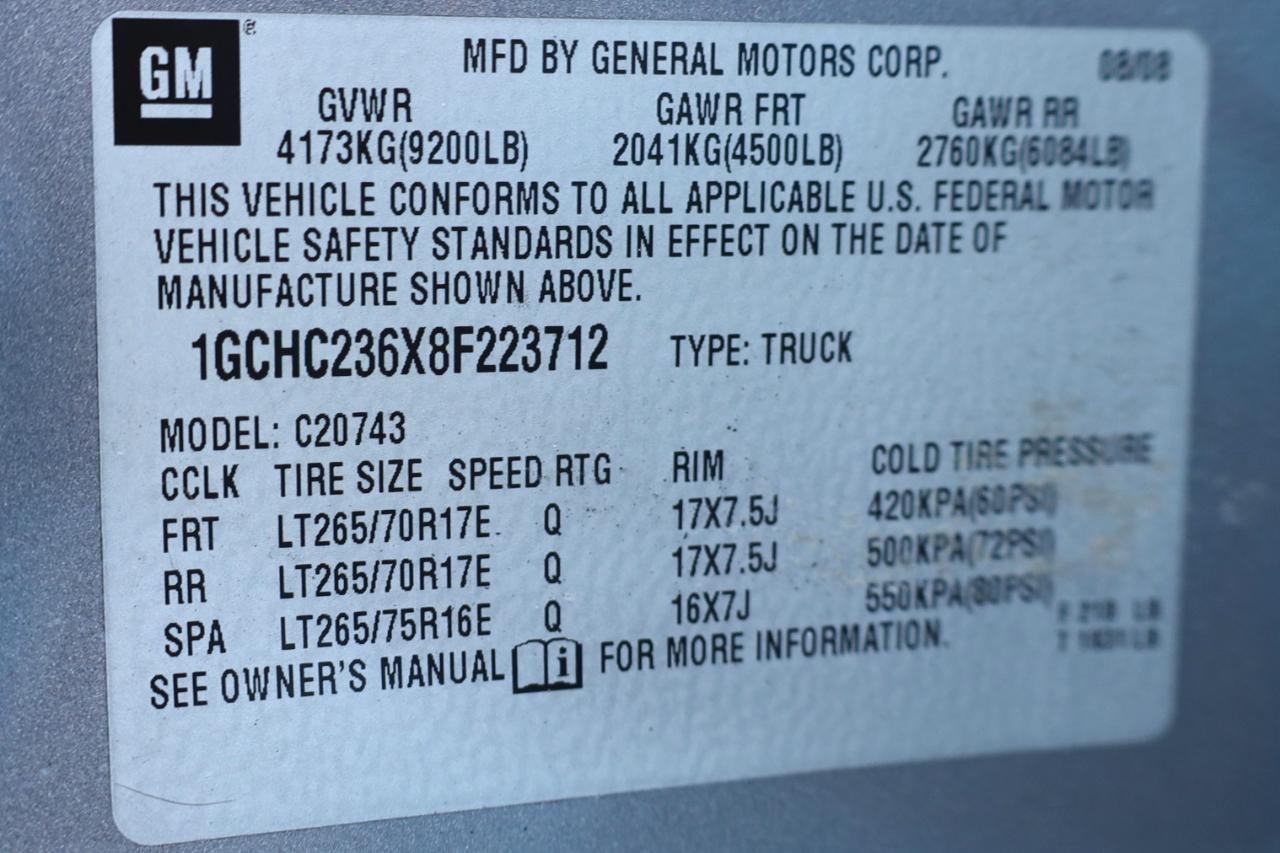 GM ®
MFD BY GENERAL MOTORS CORP. 08/08
GVWR GAWR FRT GAWR RR
4173KG(9200LB) 2041KG(4500LB) 2760KG(6084LB)
THIS VEHICLE CONFORMS TO ALL APPLICABLE U.S. FEDERAL MOTOR
VEHICLE SAFETY STANDARDS IN EFFECT ON THE DATE OF
MANUFACTURE SHOWN ABOVE.
1GCHC236X8F223712 TYPE: TRUCK
MODEL: C20743
CCLK TIRE SIZE SPEED RTG RIM COLD TIRE PRESSURE
FRT LT265/70R17E Q 17X7.5J 420KPA(60PSI)
RR LT265/70R17E Q 17X7.5J 500KPA(72PSI)
SPA LT265/75R16E Q 16X7J 550KPA(80PSI)
SEE OWNER'S MANUAL i FOR MORE INFORMATION.